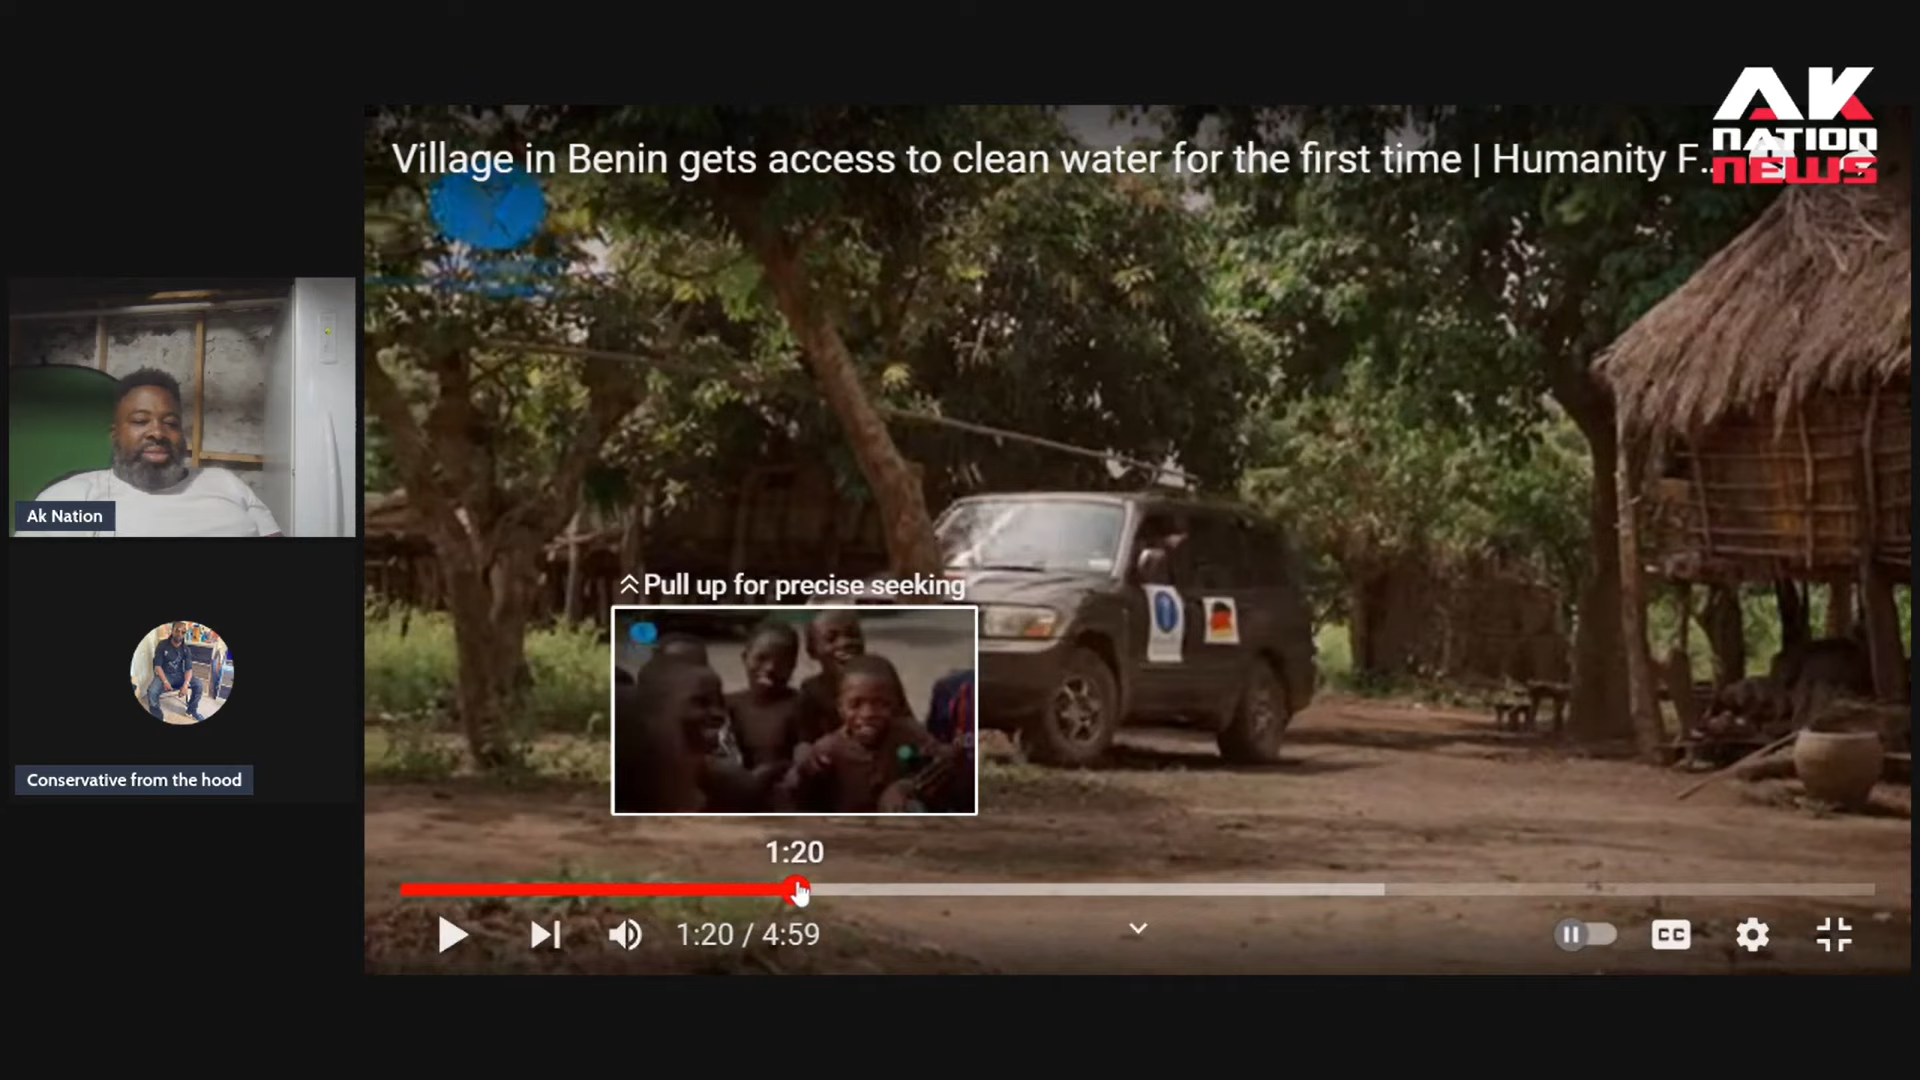 AK
NATION
NEWS
Village in Benin gets access to clean water for the first time | Humanity F...
Ak Nation
Pull up for precise seeking
Conservative from the hood
1:20
1:20 / 4:59
CC